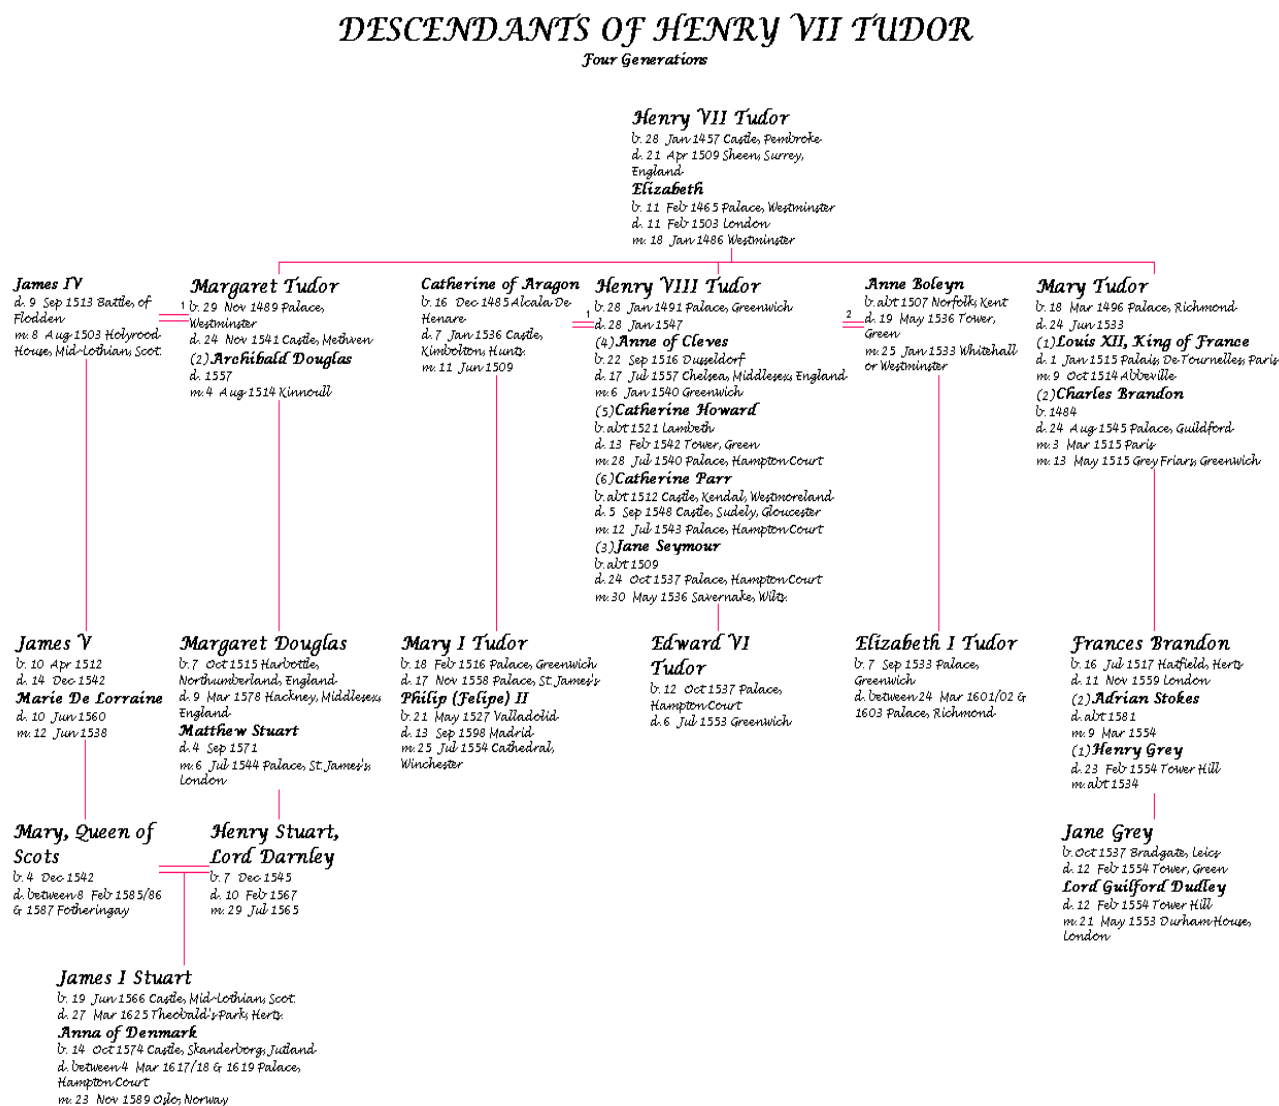 DESCENDANTS OF HENRY VII TUDOR
Four Generations
Henry VII Tudor
b. 28 Jan 1457 Castle, Pembroke
d. 21 Apr 1509 Sheen, Surrey,
England
Elizabeth
b. 11 Feb 1465 Palace, Westminster
d. 11 Feb 1503 London
m. 18 Jan 1486 Westminster
James IV
d. 9 Sep 1513 Battle, of
Flodden
m. 8 Aug 1503 Holyrood
House, Mid-Lothian, Scot.
1
Margaret Tudor
b. 29 Nov 1489 Palace,
Westminster
d. 24 Nov 1541 Castle, Methven
(2)Archibald Douglas
d. 1557
m. 4 Aug 1514 Kinnoull
Catherine of Aragon
b. 16 Dec 1485 Alcala De
Henare
d. 7 Jan 1536 Castle,
Kimbolton, Hunts.
m. 11 Jun 1509
1
Henry VIII Tudor
b. 28 Jan 1491 Palace, Greenwich
d. 28 Jan 1547
(4)Anne of Cleves
b. 22 Sep 1516 Dusseldorf
d. 17 Jul 1557 Chelsea, Middlesex, England
m. 6 Jan 1540 Greenwich
(5)Catherine Howard
b. abt 1521 Lambeth
d. 13 Feb 1542 Tower, Green
m. 28 Jul 1540 Palace, Hampton Court
(6)Catherine Parr
b. abt 1512 Castle, Kendal, Westmoreland
d. 5 Sep 1548 Castle, Sudely, Gloucester
m. 12 Jul 1543 Palace, Hampton Court
(3)Jane Seymour
b. abt 1509
d. 24 Oct 1537 Palace, Hampton Court
m. 30 May 1536 Savernake, Wilts.
2
Anne Boleyn
b. abt 1507 Norfolk, Kent
d. 19 May 1536 Tower,
Green
m. 25 Jan 1533 Whitehall
or Westminster
Mary Tudor
b. 18 Mar 1496 Palace, Richmond
d. 24 Jun 1533
(1)Louis XII, King of France
d. 1 Jan 1515 Palais, De Tournelles, Paris
m. 9 Oct 1514 Abbeville
(2)Charles Brandon
b. 1484
d. 24 Aug 1545 Palace, Guildford
m. 3 Mar 1515 Paris
m. 13 May 1515 Grey Friars, Greenwich
James V
b. 10 Apr 1512
d. 14 Dec 1542
Marie De Lorraine
d. 10 Jun 1560
m. 12 Jun 1538
Margaret Douglas
b. 7 Oct 1515 Harbottle,
Northumberland, England
d. 9 Mar 1578 Hackney, Middlesex,
England
Matthew Stuart
d. 4 Sep 1571
m. 6 Jul 1544 Palace, St. James's,
London
Mary I Tudor
b. 18 Feb 1516 Palace, Greenwich
d. 17 Nov 1558 Palace, St. James's
Philip (Felipe) II
b. 21 May 1527 Valladolid
d. 13 Sep 1598 Madrid
m. 25 Jul 1554 Cathedral,
Winchester
Edward VI
Tudor
b. 12 Oct 1537 Palace,
Hampton Court
d. 6 Jul 1553 Greenwich
Elizabeth I Tudor
b. 7 Sep 1533 Palace,
Greenwich
d. between 24 Mar 1601/02 &
1603 Palace, Richmond
Frances Brandon
b. 16 Jul 1517 Hatfield, Herts
d. 11 Nov 1559 London
(2)Adrian Stokes
d. abt 1581
m. 9 Mar 1554
(1)Henry Grey
d. 23 Feb 1554 Tower Hill
m. abt 1534
Mary, Queen of
Scots
b. 4 Dec 1542
d. between 8 Feb 1585/86
& 1587 Fotheringay
Henry Stuart,
Lord Darnley
b. 7 Dec 1545
d. 10 Feb 1567
m. 29 Jul 1565
Jane Grey
b. Oct 1537 Bradgate, Leics
d. 12 Feb 1554 Tower, Green
Lord Guilford Dudley
d. 12 Feb 1554 Tower Hill
m. 21 May 1553 Durham House,
London
James I Stuart
b. 19 Jun 1566 Castle, Mid-Lothian, Scot.
d. 27 Mar 1625 Theobald's Park, Herts.
Anna of Denmark
b. 14 Oct 1574 Castle, Skanderborg, Jutland
d. between 4 Mar 1617/18 & 1619 Palace,
Hampton Court
m. 23 Nov 1589 Oslo, Norway